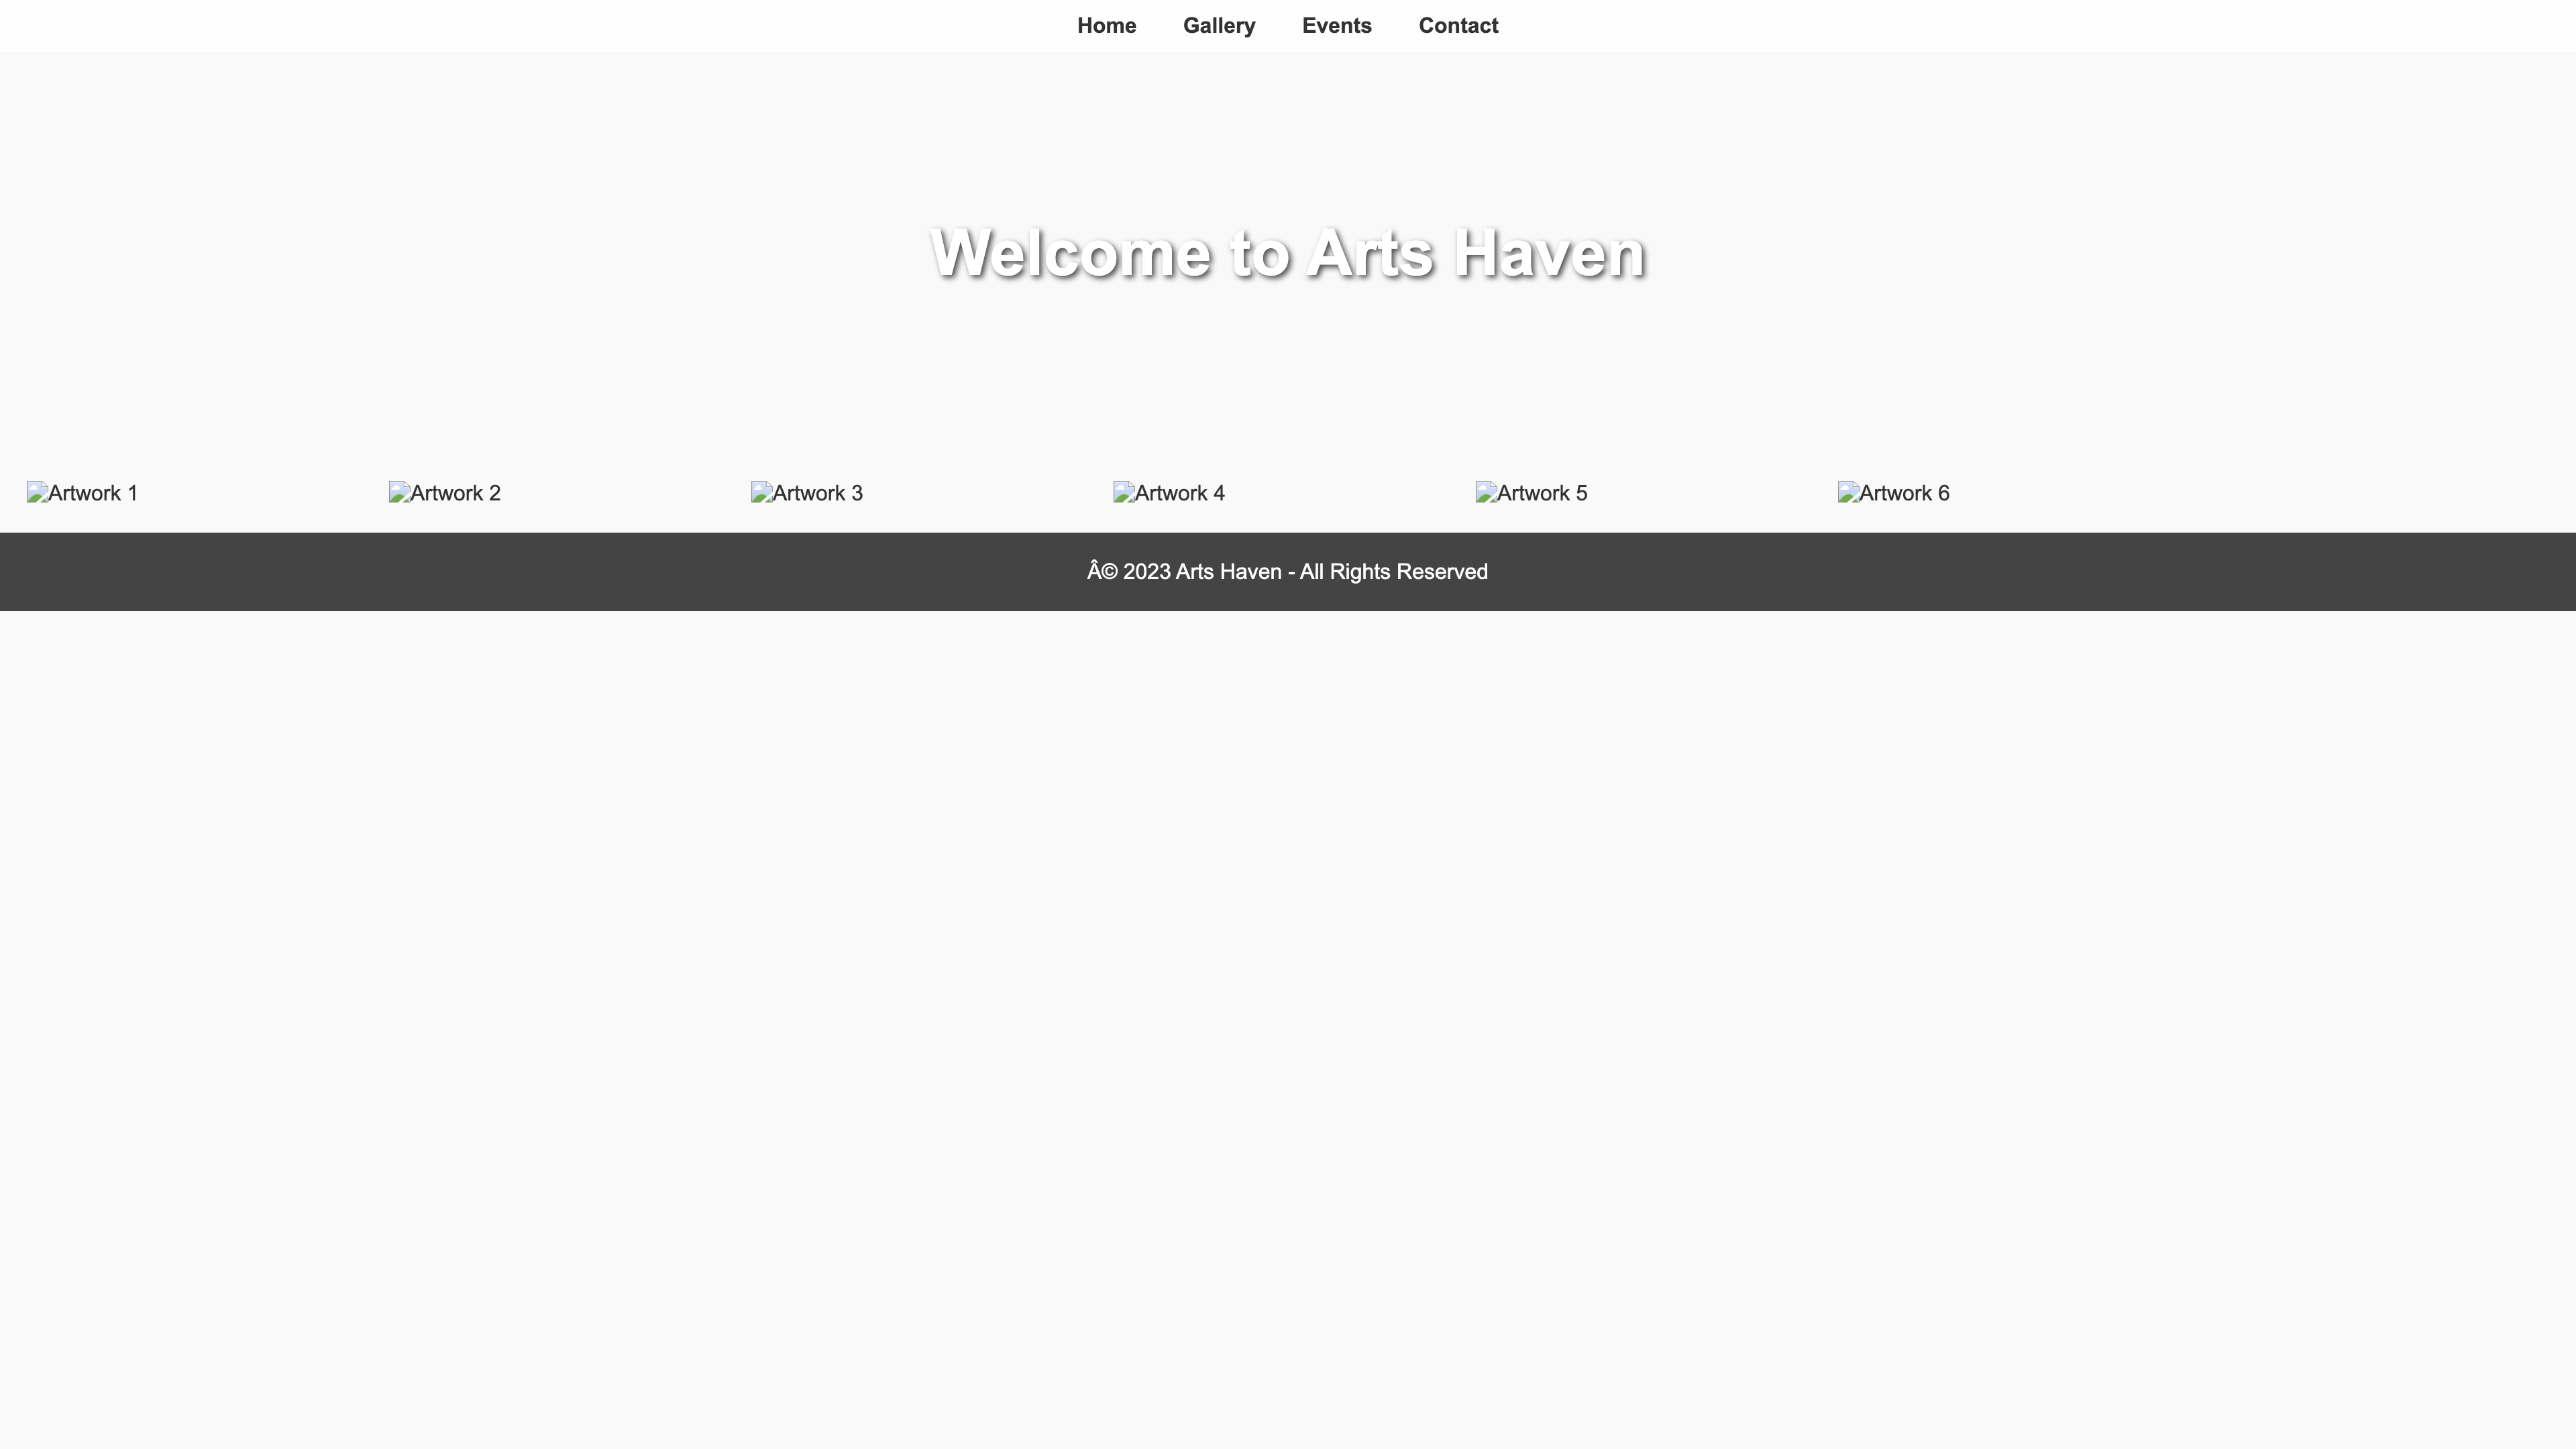 Home Gallery Events Contact
Welcome to Arts Haven
Artwork 1 Artwork 2 Artwork 3 Artwork 4 Artwork 5 Artwork 6
Â© 2023 Arts Haven - All Rights Reserved